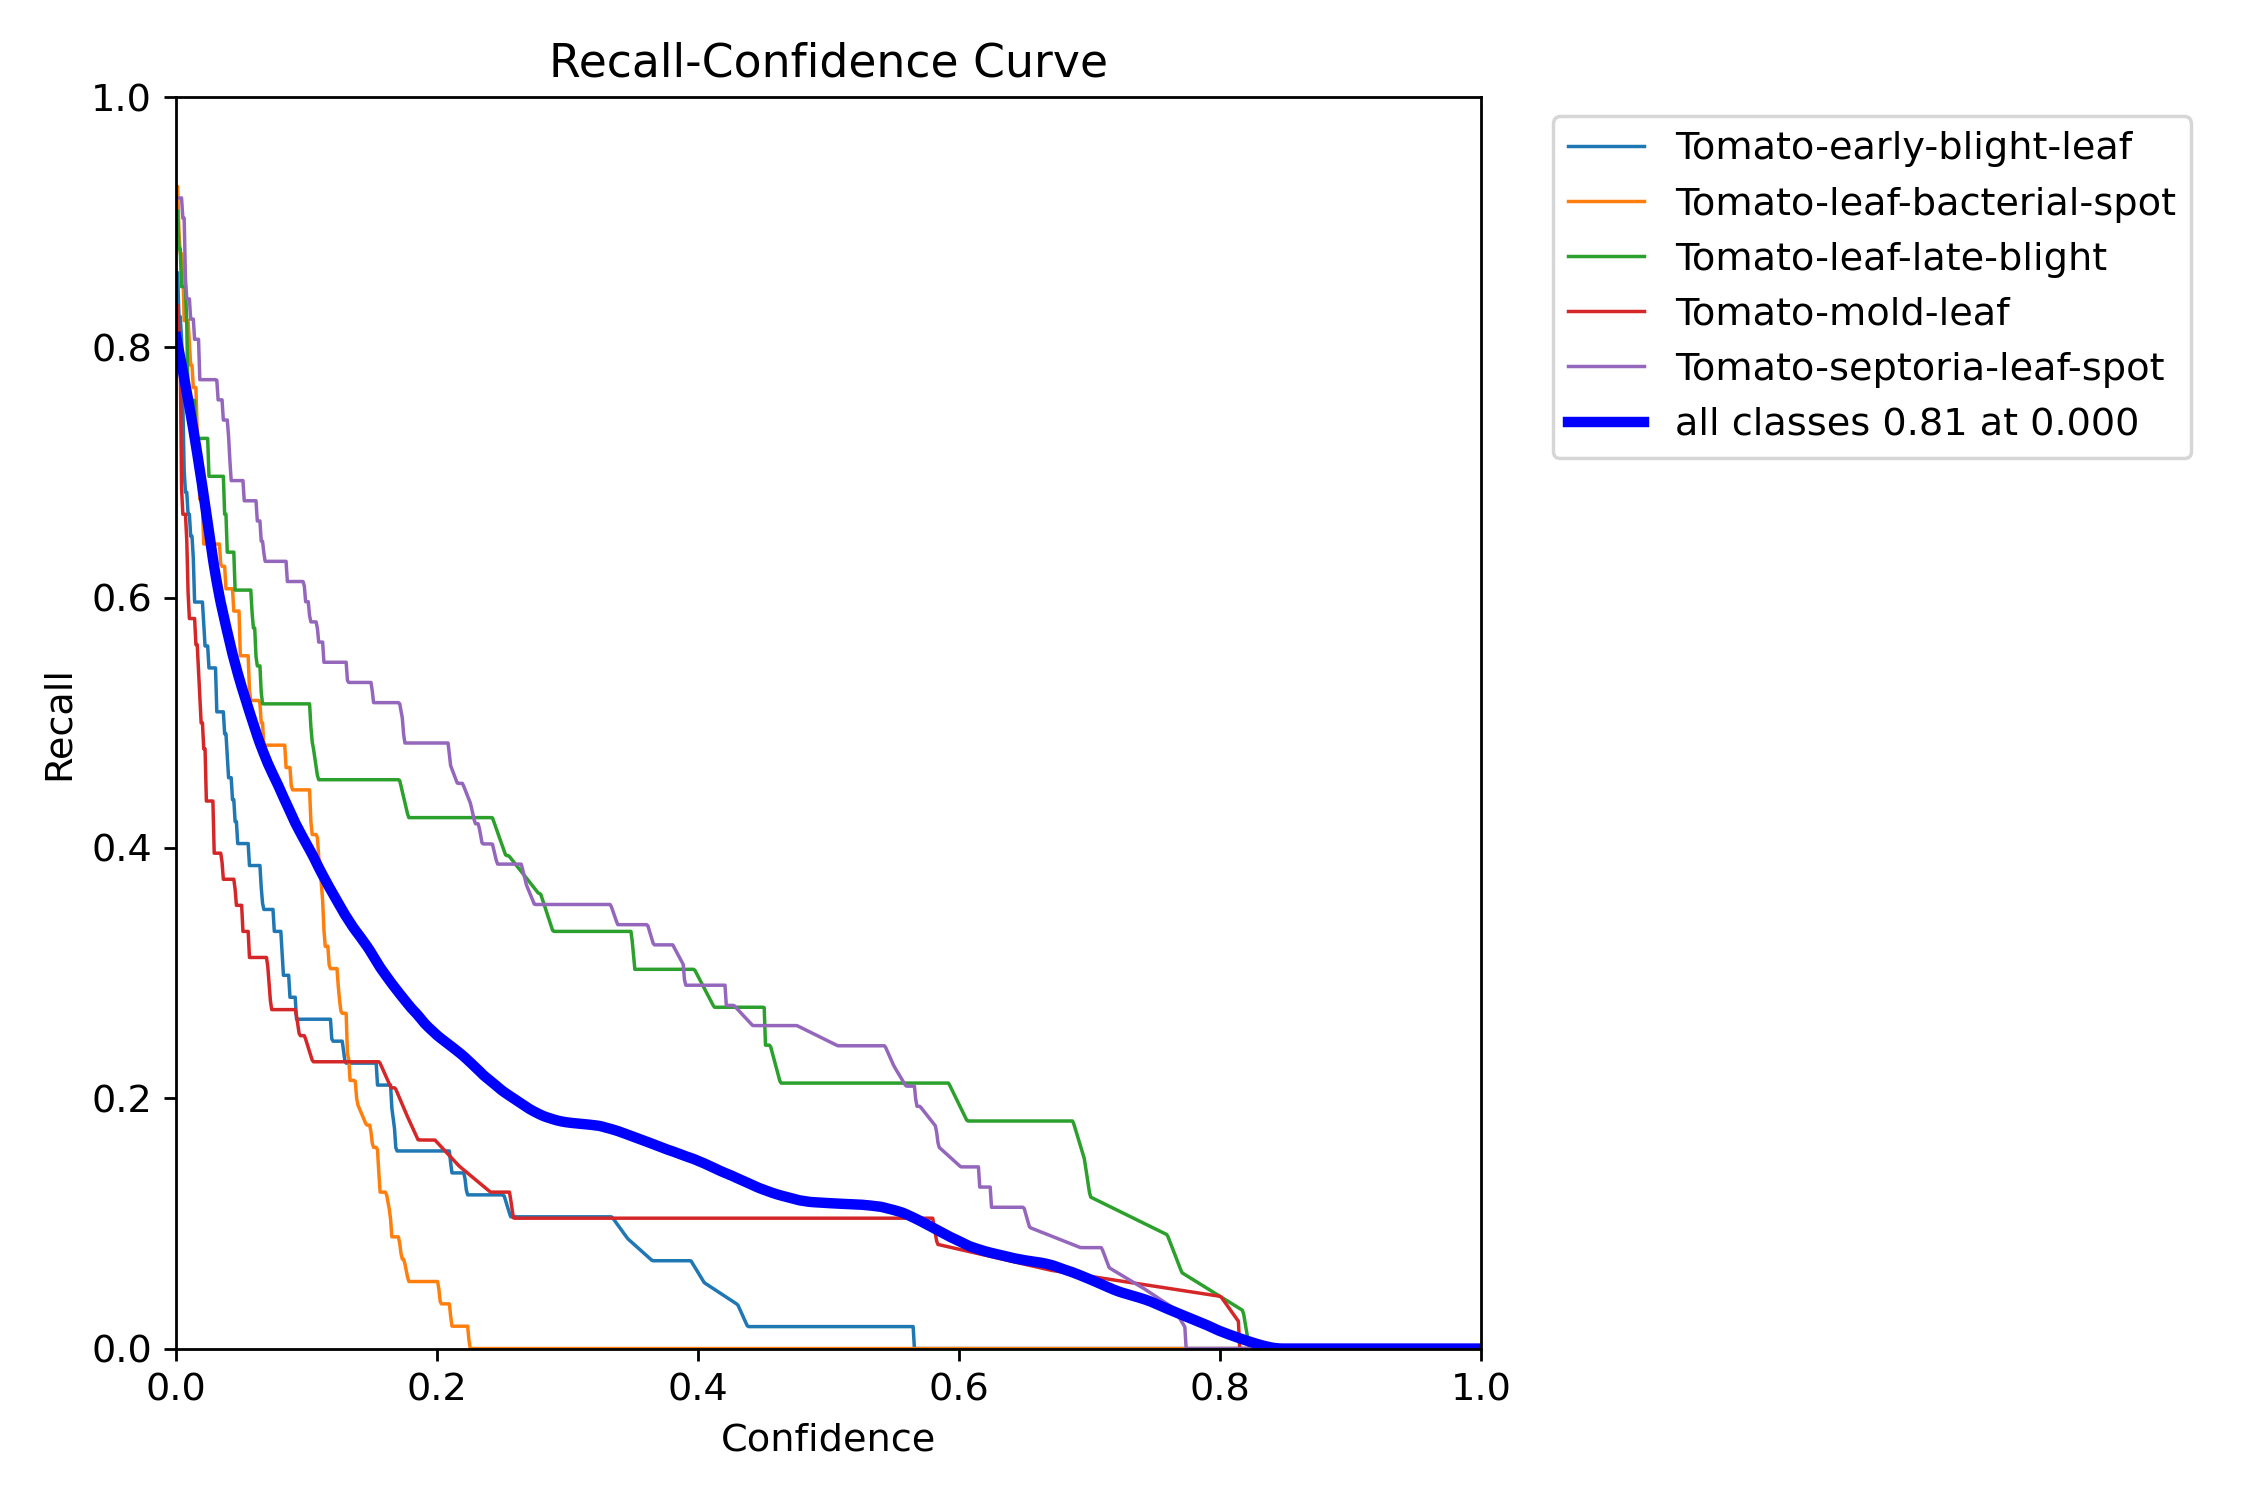 Recall-Confidence Curve
1.0
0.8
0.6
0.4
0.2
0.0
Recall
0.0 0.2 0.4 0.6 0.8 1.0
Confidence
Tomato-early-blight-leaf
Tomato-leaf-bacterial-spot
Tomato-leaf-late-blight
Tomato-mold-leaf
Tomato-septoria-leaf-spot
all classes 0.81 at 0.000